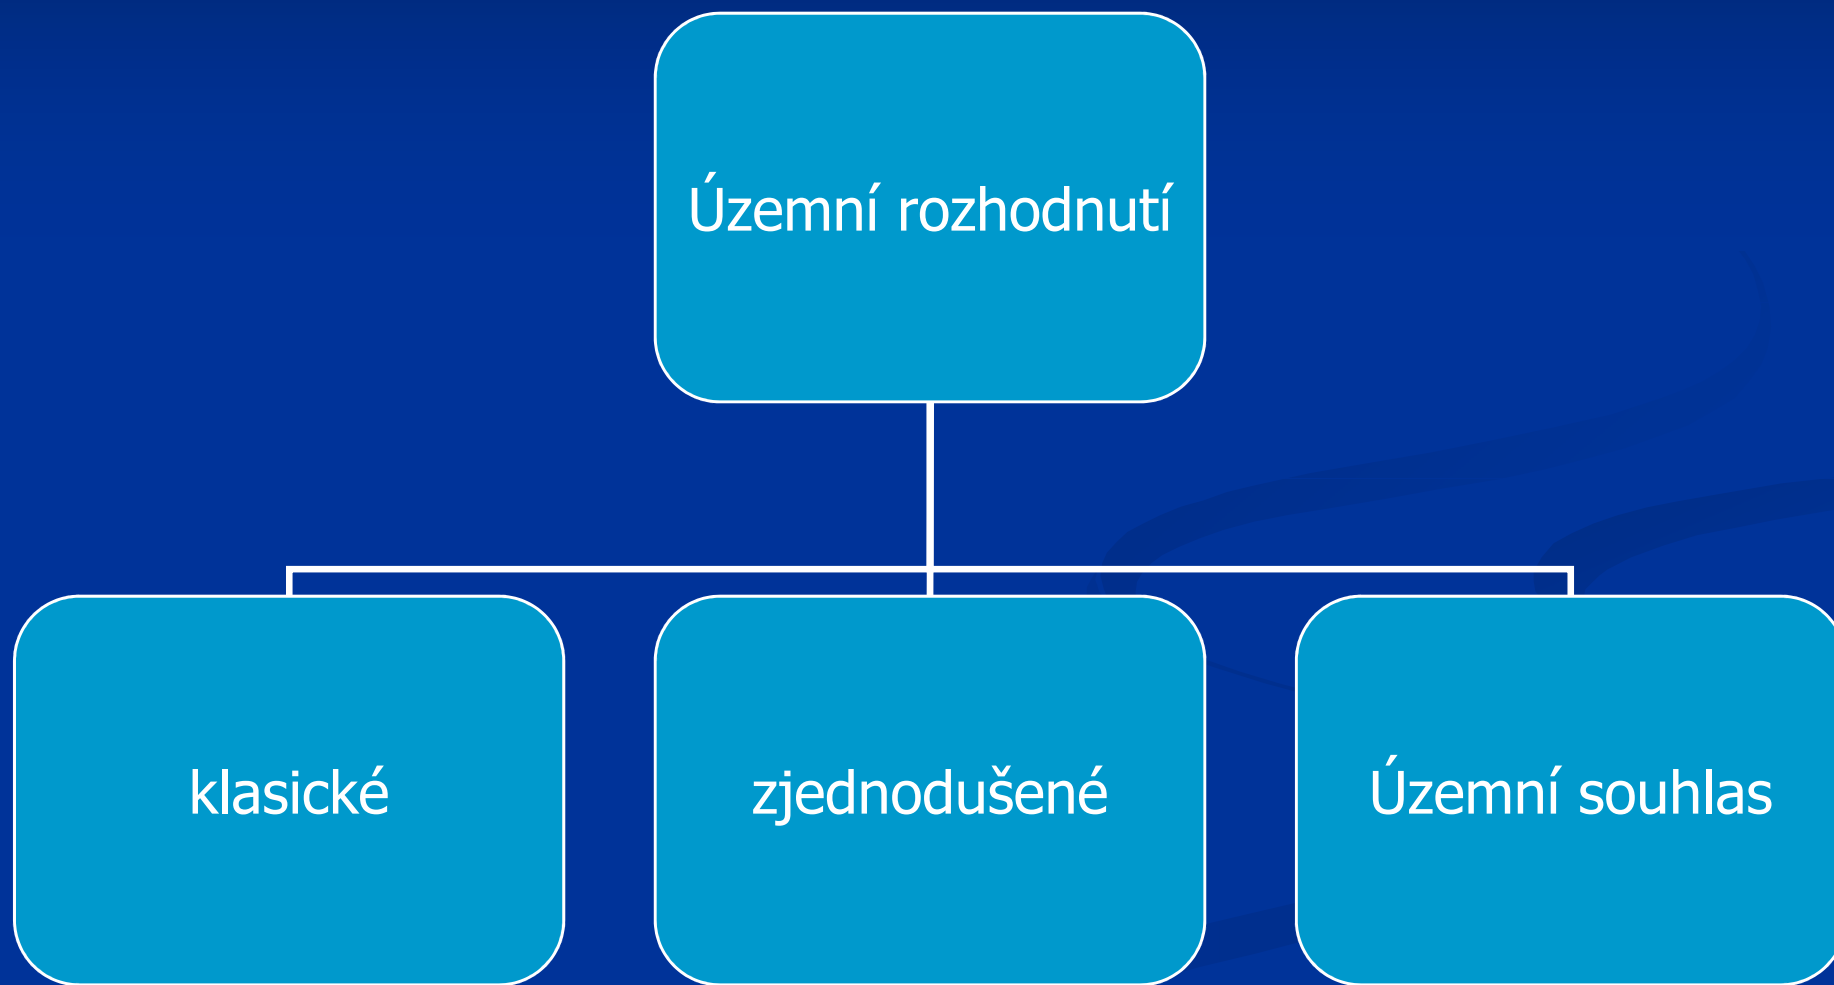 Územní rozhodnutí
klasické
zjednodušené
Územní souhlas